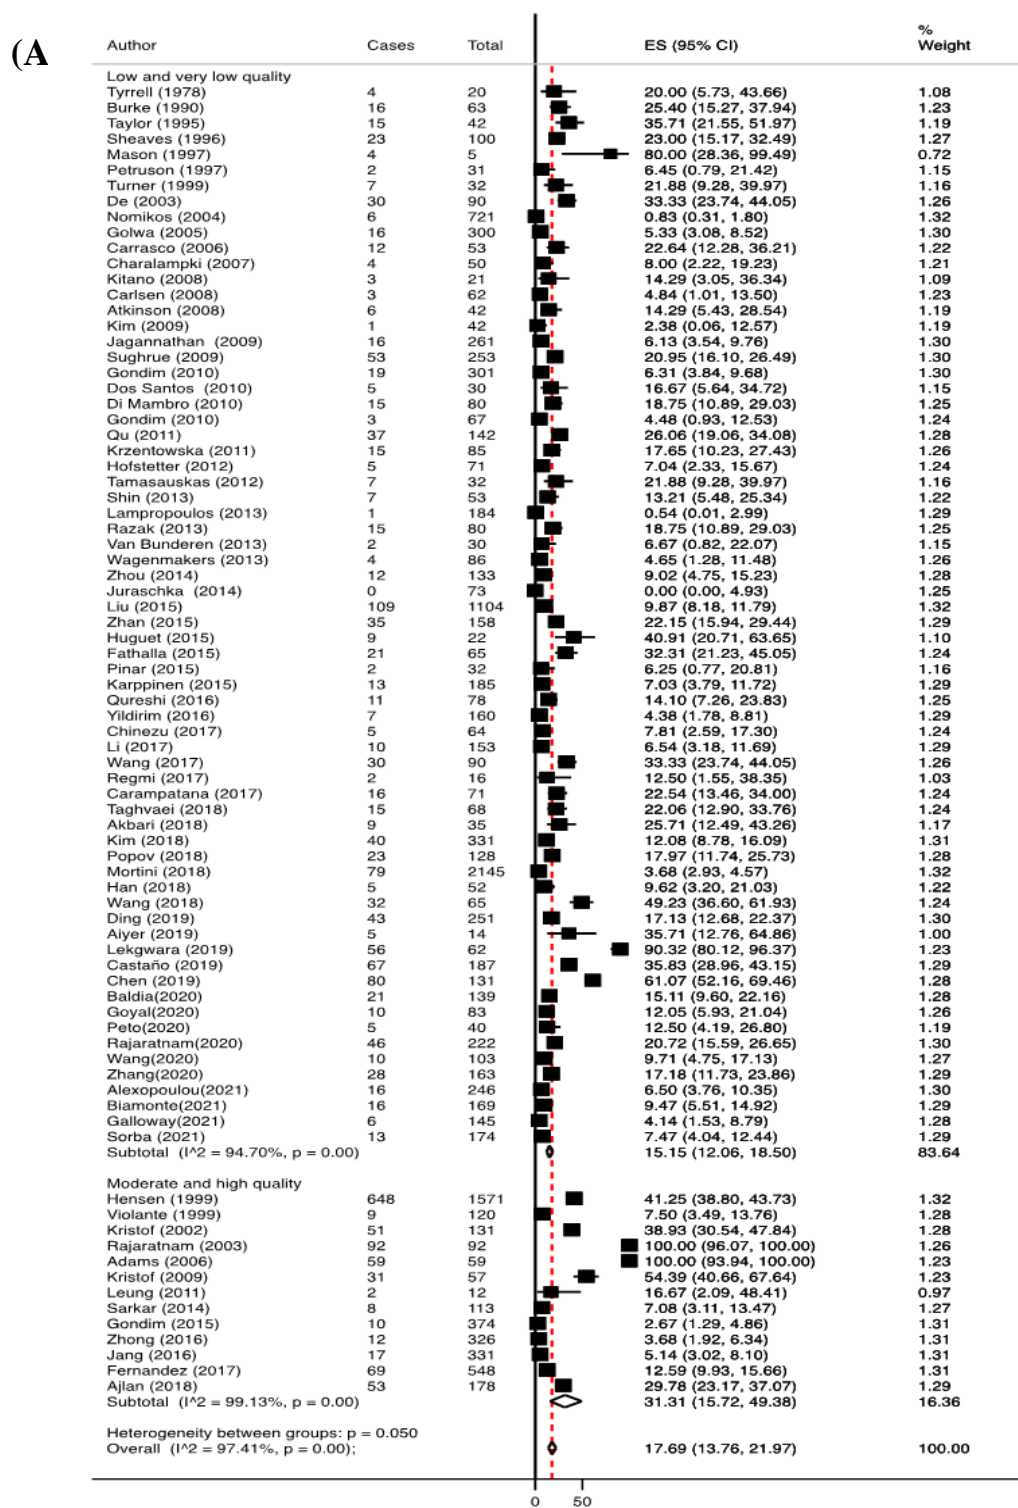 (A
Author Cases Total ES (95% CI) % Weight
Low and very low quality
Tyrrell (1978) 4 20 20.00 (5.73, 43.66) 1.08
Burke (1990) 16 63 25.40 (15.27, 37.94) 1.23
Taylor (1995) 15 42 35.71 (21.55, 51.97) 1.19
Sheaves (1996) 23 100 23.00 (15.17, 32.49) 1.27
Mason (1997) 4 5 80.00 (28.36, 99.49) 0.72
Petruson (1997) 2 31 6.45 (0.79, 21.42) 1.15
Turner (1999) 7 32 21.88 (9.28, 39.97) 1.16
De (2003) 30 90 33.33 (23.74, 44.05) 1.26
Nomikos (2004) 6 721 0.83 (0.31, 1.80) 1.32
Golwa (2005) 16 300 5.33 (3.08, 8.52) 1.30
Carrasco (2006) 12 53 22.64 (12.28, 36.21) 1.22
Charalampki (2007) 4 50 8.00 (2.22, 19.23) 1.21
Kitano (2008) 3 21 14.29 (3.05, 36.34) 1.09
Carlsen (2008) 3 62 4.84 (1.01, 13.50) 1.23
Atkinson (2008) 6 42 14.29 (5.43, 28.54) 1.19
Kim (2009) 1 42 2.38 (0.06, 12.57) 1.19
Jagannathan (2009) 16 261 6.13 (3.54, 9.76) 1.30
Sughrue (2009) 53 253 20.95 (16.10, 26.49) 1.30
Gondim (2010) 19 301 6.31 (3.84, 9.68) 1.30
Dos Santos (2010) 5 30 16.67 (5.64, 34.72) 1.15
Di Mambro (2010) 15 80 18.75 (10.89, 29.03) 1.25
Gondim (2010) 3 67 4.48 (0.93, 12.53) 1.24
Qu (2011) 37 142 26.06 (19.06, 34.08) 1.28
Krzentowska (2011) 15 85 17.65 (10.23, 27.43) 1.26
Hofstetter (2012) 5 71 7.04 (2.33, 15.67) 1.24
Tamasauskas (2012) 7 32 21.88 (9.28, 39.97) 1.16
Shin (2013) 7 53 13.21 (5.48, 25.34) 1.22
Lampropoulos (2013) 1 184 0.54 (0.01, 2.99) 1.29
Razak (2013) 15 80 18.75 (10.89, 29.03) 1.25
Van Bunderen (2013) 2 30 6.67 (0.82, 22.07) 1.15
Wagenmakers (2013) 4 86 4.65 (1.28, 11.48) 1.26
Zhou (2014) 12 133 9.02 (4.75, 15.23) 1.28
Juraschka (2014) 0 73 0.00 (0.00, 4.93) 1.25
Liu (2015) 109 1104 9.87 (8.18, 11.79) 1.32
Zhan (2015) 35 158 22.15 (15.94, 29.44) 1.29
Huguet (2015) 9 22 40.91 (20.71, 63.65) 1.10
Fathalla (2015) 21 65 32.31 (21.23, 45.05) 1.24
Pinar (2015) 2 32 6.25 (0.77, 20.81) 1.16
Karppinen (2015) 13 185 7.03 (3.79, 11.72) 1.29
Qureshi (2016) 11 78 14.10 (7.26, 23.83) 1.25
Yildirim (2016) 7 160 4.38 (1.78, 8.81) 1.29
Chinezu (2017) 5 64 7.81 (2.59, 17.30) 1.24
Li (2017) 10 153 6.54 (3.18, 11.69) 1.29
Wang (2017) 30 90 33.33 (23.74, 44.05) 1.26
Regmi (2017) 2 16 12.50 (1.55, 38.35) 1.03
Carampatana (2017) 16 71 22.54 (13.46, 34.00) 1.24
Taghvaei (2018) 15 68 22.06 (12.90, 33.76) 1.24
Akbari (2018) 9 35 25.71 (12.49, 43.26) 1.17
Kim (2018) 40 331 12.08 (8.78, 16.09) 1.31
Popov (2018) 23 128 17.97 (11.74, 25.73) 1.28
Mortini (2018) 79 2145 3.68 (2.93, 4.57) 1.32
Han (2018) 5 52 9.62 (3.20, 21.03) 1.22
Wang (2018) 32 65 49.23 (36.60, 61.93) 1.24
Ding (2019) 43 251 17.13 (12.68, 22.37) 1.30
Aiyer (2019) 5 14 35.71 (12.76, 64.86) 1.00
Lekgwara (2019) 56 62 90.32 (80.12, 96.37) 1.23
Castaño (2019) 67 187 35.83 (28.96, 43.15) 1.29
Chen (2019) 80 131 61.07 (52.16, 69.46) 1.28
Baldia(2020) 21 139 15.11 (9.60, 22.16) 1.28
Goyal(2020) 10 83 12.05 (5.93, 21.04) 1.26
Peto(2020) 5 40 12.50 (4.19, 26.80) 1.19
Rajaratnam(2020) 46 222 20.72 (15.59, 26.65) 1.30
Wang(2020) 10 103 9.71 (4.75, 17.13) 1.27
Zhang(2020) 28 163 17.18 (11.73, 23.86) 1.29
Alexopoulou(2021) 16 246 6.50 (3.76, 10.35) 1.30
Biamonte(2021) 16 169 9.47 (5.51, 14.92) 1.29
Galloway(2021) 6 145 4.14 (1.53, 8.79) 1.28
Sorba (2021) 13 174 7.47 (4.04, 12.44) 1.29
Subtotal (I^2 = 94.70%, p = 0.00) 15.15 (12.06, 18.50) 83.64
Moderate and high quality
Hensen (1999) 648 1571 41.25 (38.80, 43.73) 1.32
Violante (1999) 9 120 7.50 (3.49, 13.76) 1.28
Kristof (2002) 51 131 38.93 (30.54, 47.84) 1.28
Rajaratnam (2003) 92 92 100.00 (96.07, 100.00) 1.26
Adams (2006) 59 59 100.00 (93.94, 100.00) 1.23
Kristof (2009) 31 57 54.39 (40.66, 67.64) 1.23
Leung (2011) 2 12 16.67 (2.09, 48.41) 0.97
Sarkar (2014) 8 113 7.08 (3.11, 13.47) 1.27
Gondim (2015) 10 374 2.67 (1.29, 4.86) 1.31
Zhong (2016) 12 326 3.68 (1.92, 6.34) 1.31
Jang (2016) 17 331 5.14 (3.02, 8.10) 1.31
Fernandez (2017) 69 548 12.59 (9.93, 15.66) 1.31
Ajlan (2018) 53 178 29.78 (23.17, 37.07) 1.29
Subtotal (I^2 = 99.13%, p = 0.00) 31.31 (15.72, 49.38) 16.36
Heterogeneity between groups: p = 0.050
Overall (I^2 = 97.41%, p = 0.00); 17.69 (13.76, 21.97) 100.00
0 50